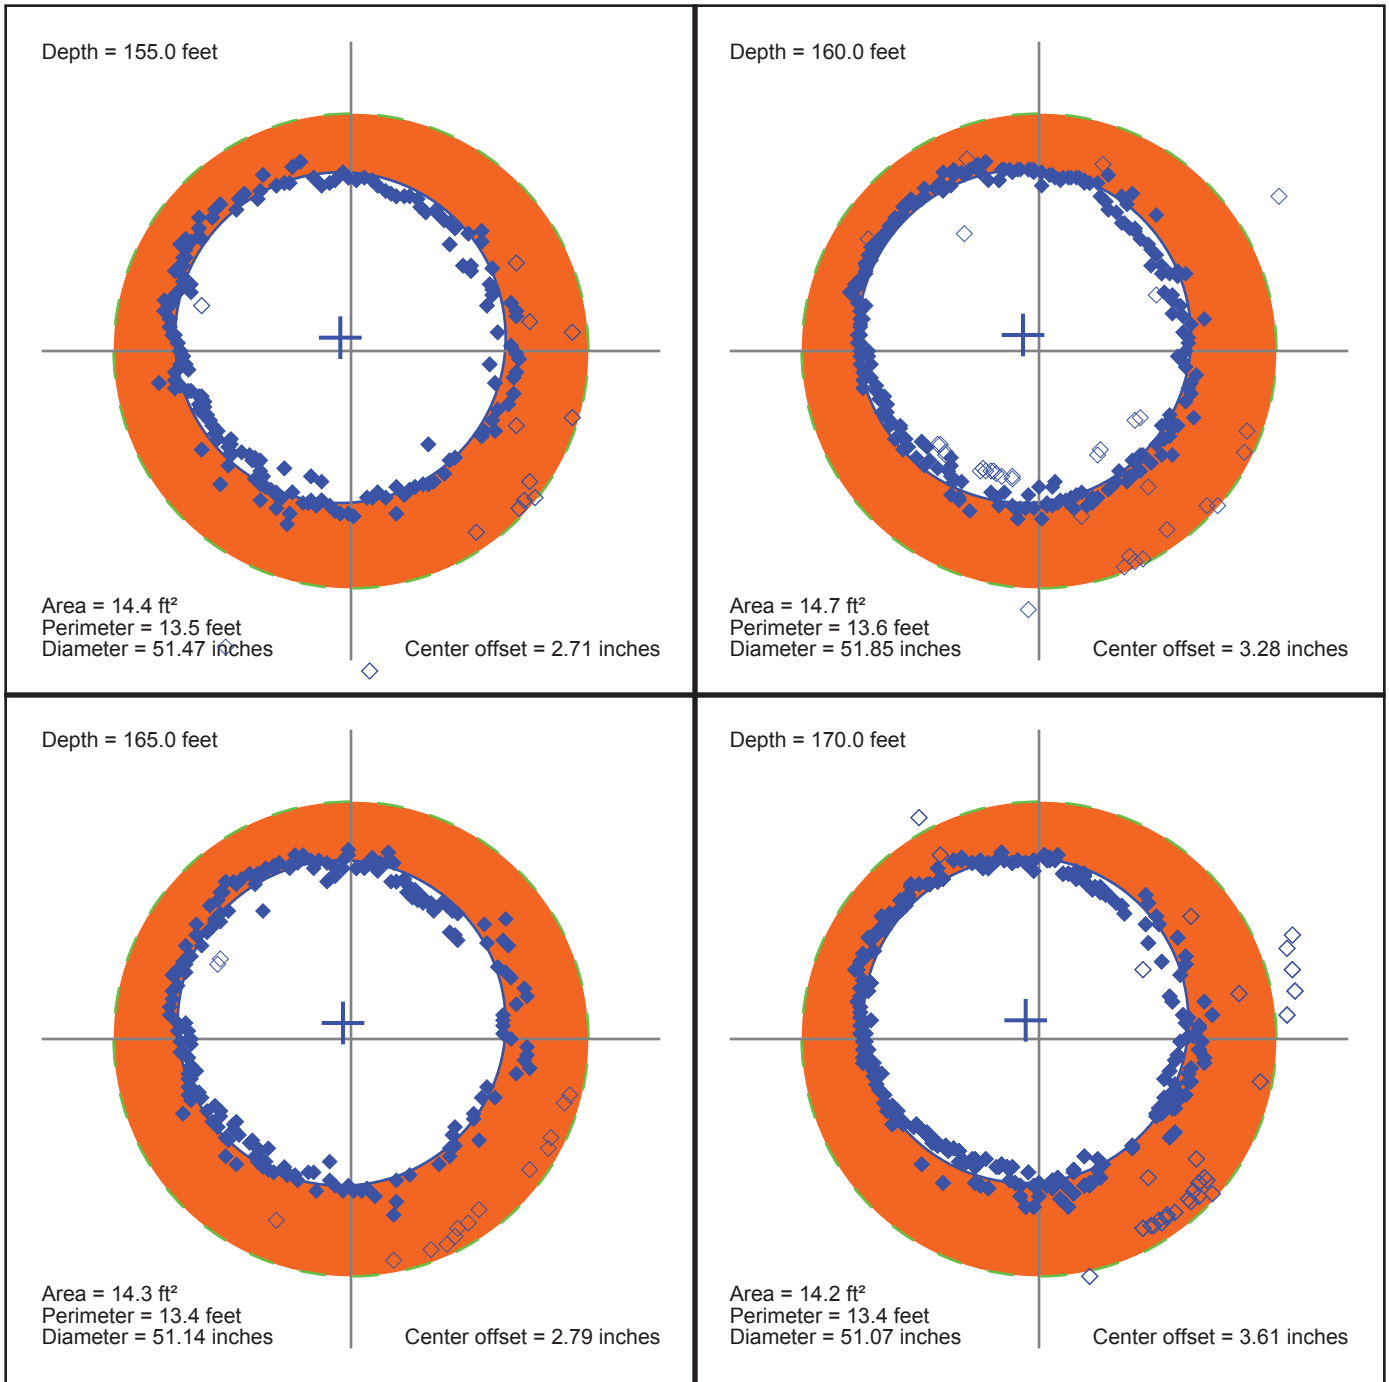 Depth = 155.0 feet
Area = 14.4 ft²
Perimeter = 13.5 feet
Diameter = 51.47 inches
Center offset = 2.71 inches
Depth = 160.0 feet
Area = 14.7 ft²
Perimeter = 13.6 feet
Diameter = 51.85 inches
Center offset = 3.28 inches
Depth = 165.0 feet
Area = 14.3 ft²
Perimeter = 13.4 feet
Diameter = 51.14 inches
Center offset = 2.79 inches
Depth = 170.0 feet
Area = 14.2 ft²
Perimeter = 13.4 feet
Diameter = 51.07 inches
Center offset = 3.61 inches